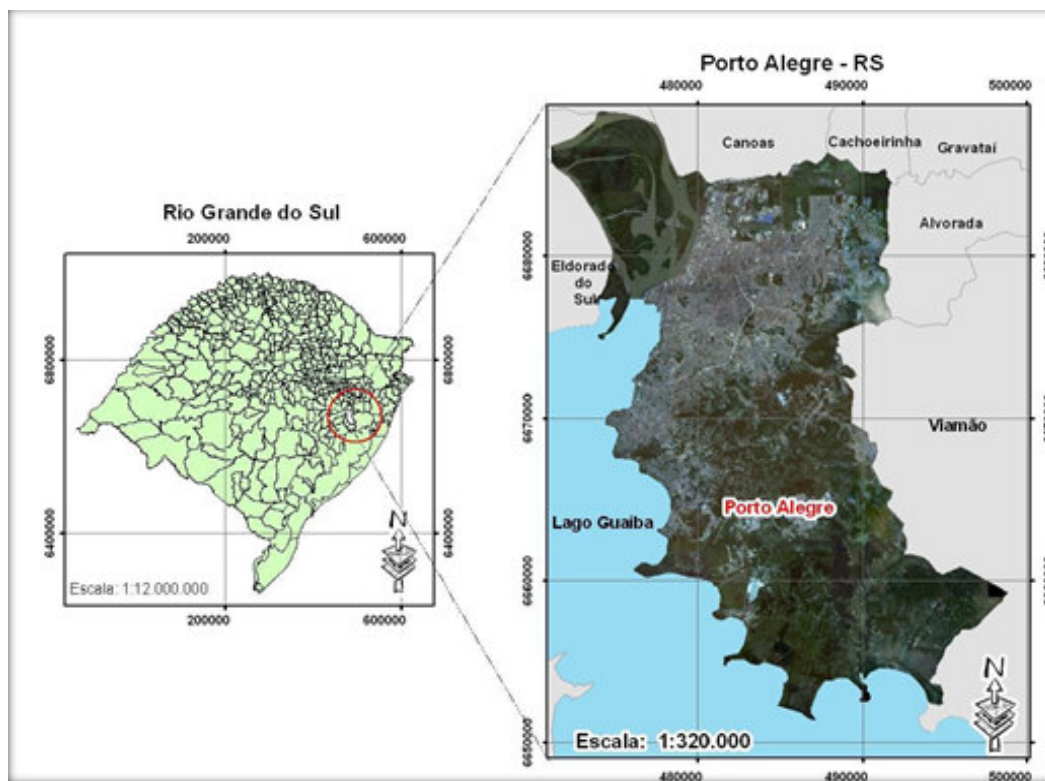 Rio Grande do Sul
200000
600000
6800000
6800000
6400000
6400000
N
Escala: 1:12.000.000
200000
600000
Porto Alegre - RS
480000
490000
500000
Canoas
Cachoeirinha
Gravataí
Alvorada
6680000
Eldorado
do
Sul
6670000
Viamão
Porto Alegre
Lago Guaíba
6660000
N
Escala: 1:320.000
6650000
480000
490000
500000